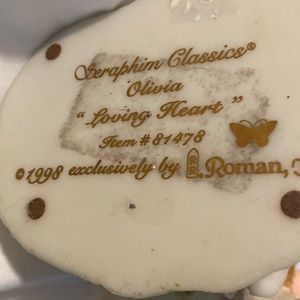 Seraphim Classics®
Olivia
"Loving Heart"
Item # 81478
©1998 exclusively by Roman,